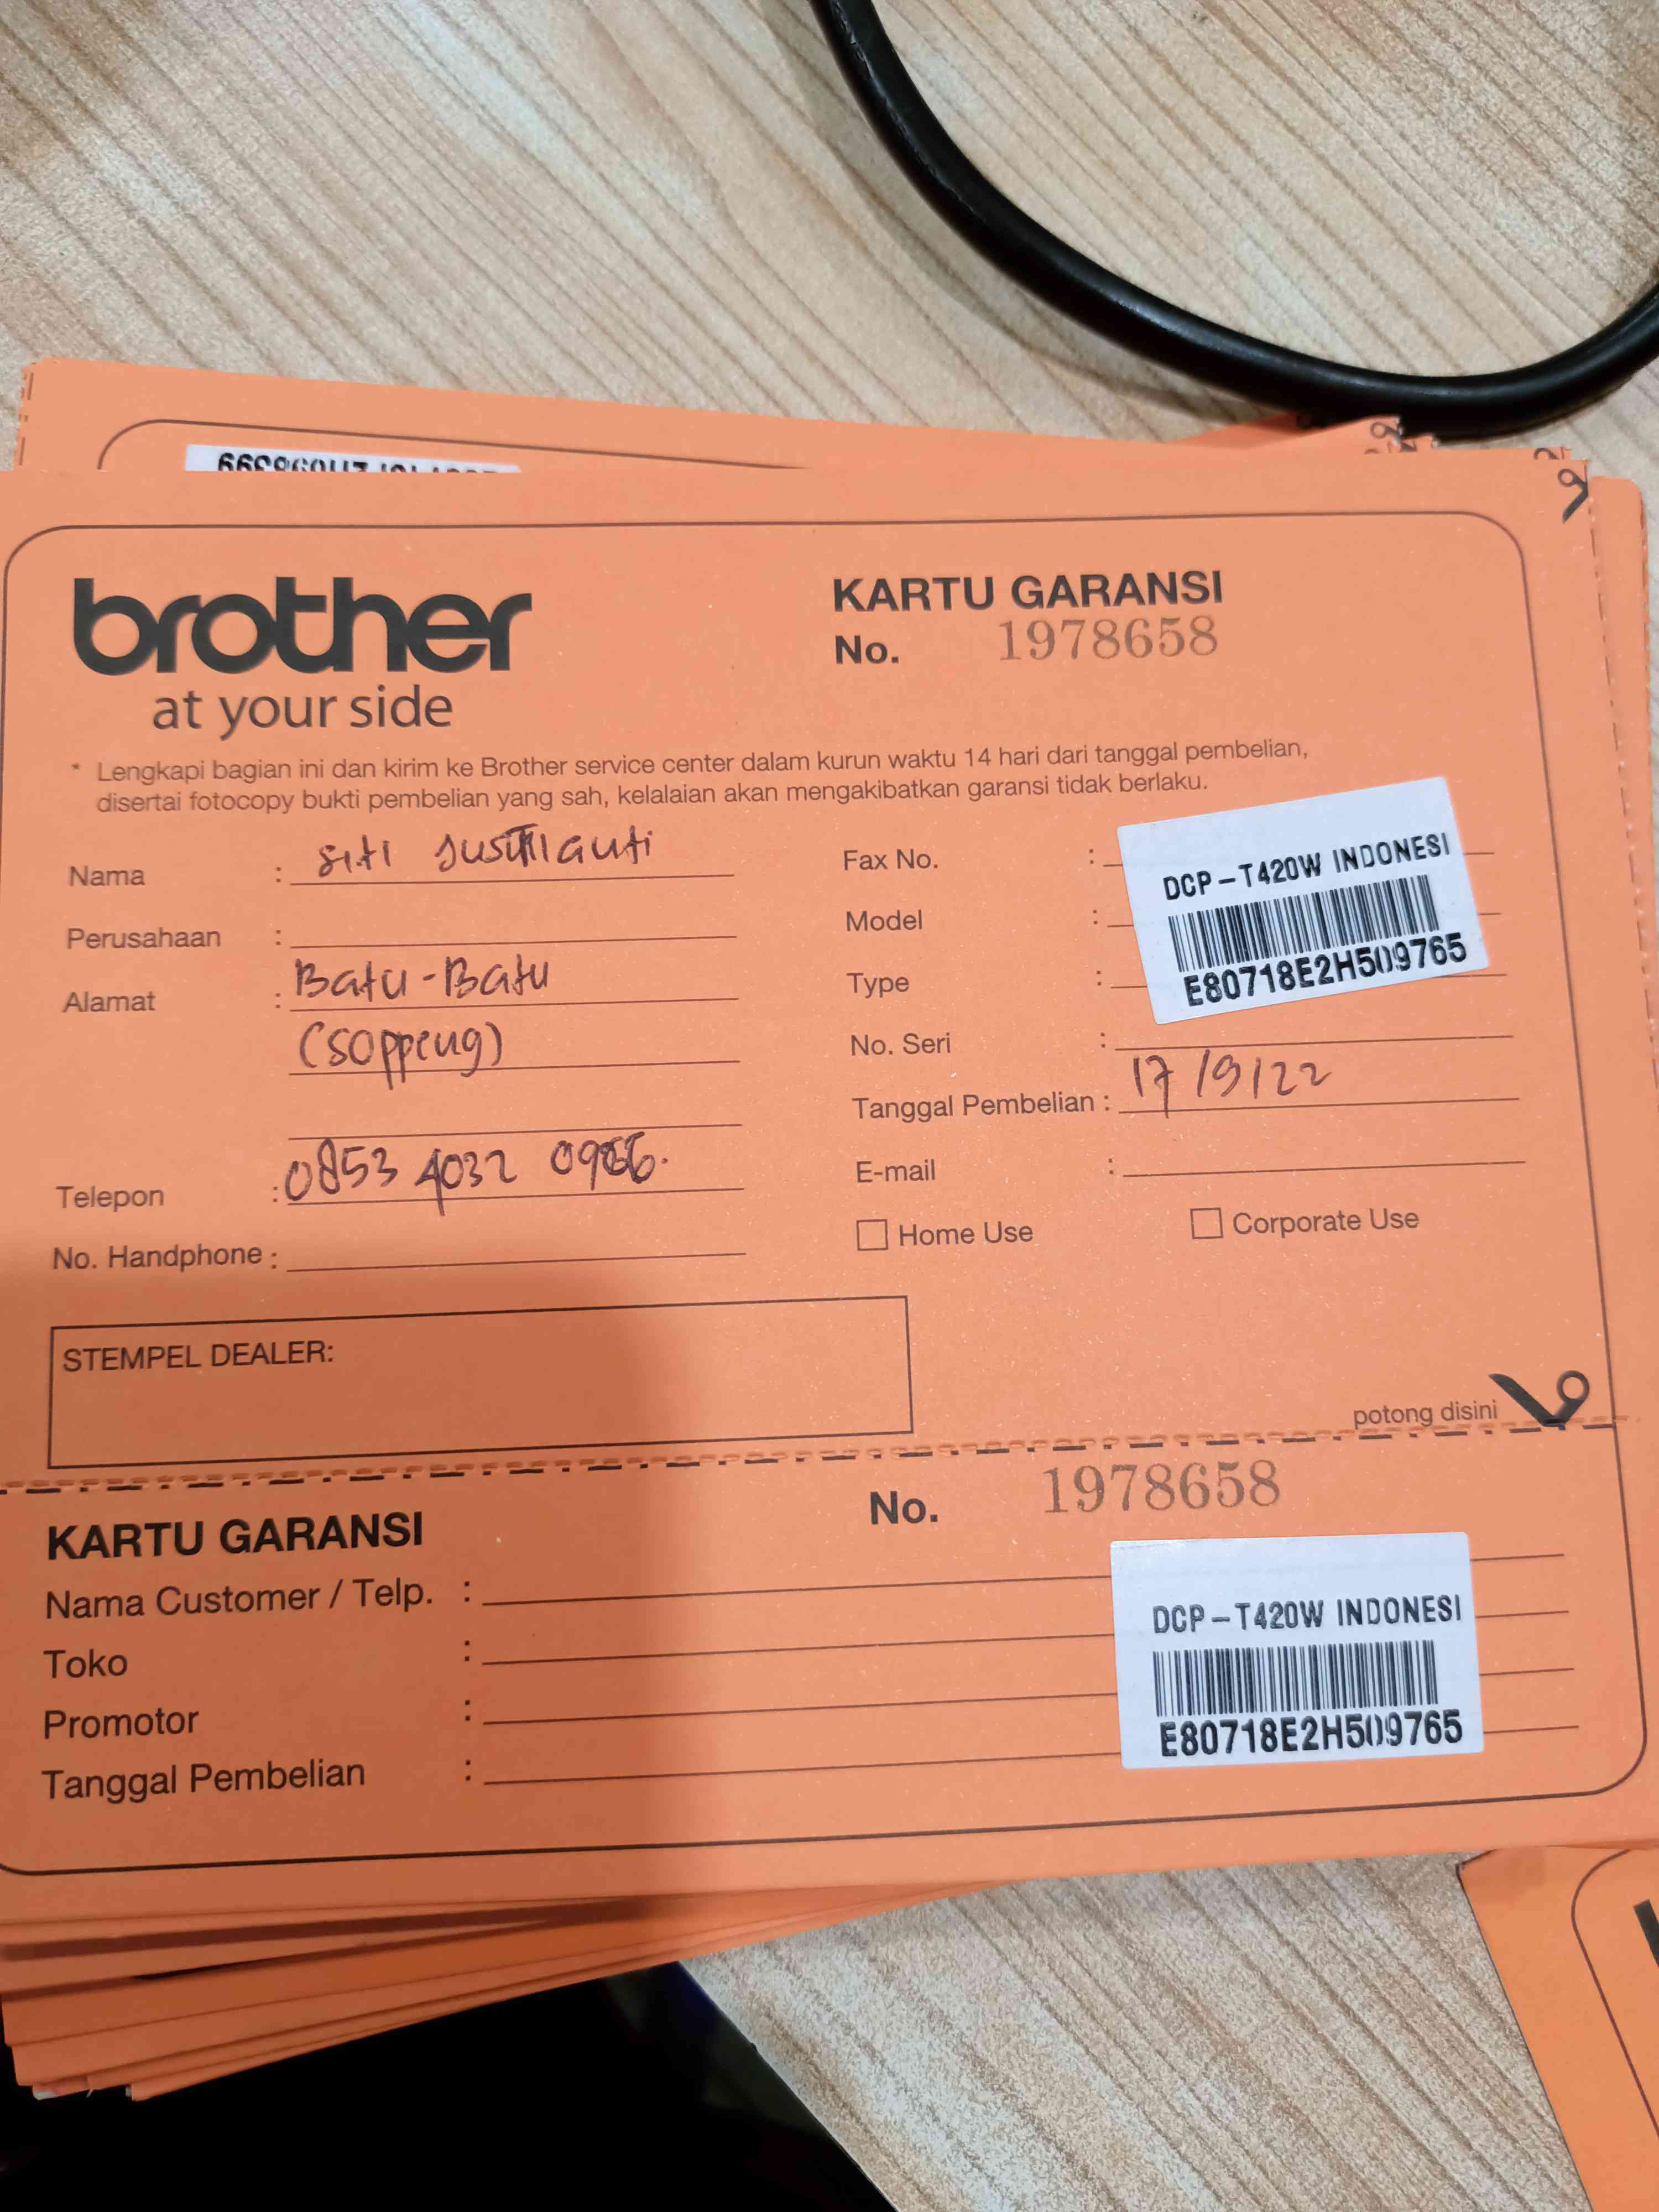 brother
at your side
KARTU GARANSI
No. 1978658
* Lengkapi bagian ini dan kirim ke Brother service center dalam kurun waktu 14 hari dari tanggal pembelian,
disertai fotocopy bukti pembelian yang sah, kelalaian akan mengakibatkan garansi tidak berlaku.
Nama : Siti
Perusahaan :
Alamat : Batu-Batu
(Soppeng)
Telepon : 0853 4032
No. Handphone :
Fax No. :
Model :
Type :
DCP-T420W INDONESI
E80718E2H509765
No. Seri :
Tanggal Pembelian : 17/9/22
E-mail :
Home Use Corporate Use
STEMPEL DEALER:
potong disini
KARTU GARANSI
No. 1978658
Nama Customer / Telp. :
Toko :
Promotor :
Tanggal Pembelian :
DCP-T420W INDONESI
E80718E2H509765